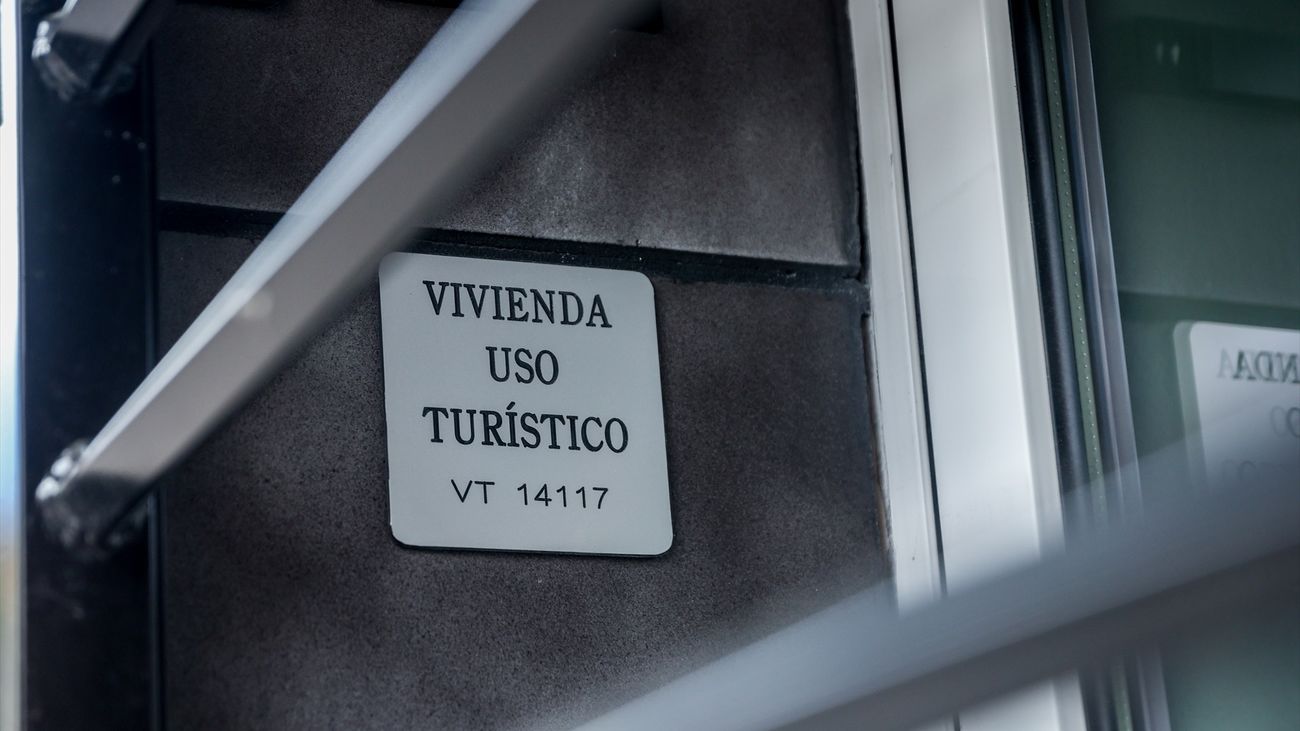 VIVIENDA
USO
TURÍSTICO
VT 14117